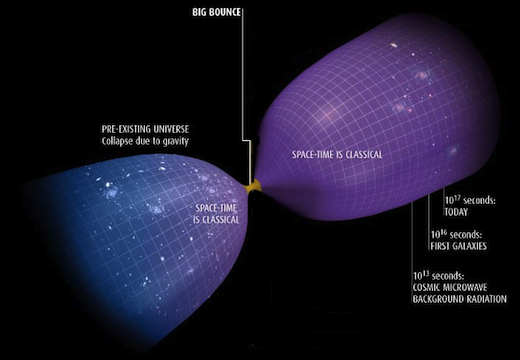 BIG BOUNCE
PRE-EXISTING UNIVERSE
Collapse due to gravity
SPACE-TIME IS CLASSICAL
SPACE-TIME
IS CLASSICAL
10¹⁷ seconds:
TODAY
10¹⁶ seconds:
FIRST GALAXIES
10¹³ seconds:
COSMIC MICROWAVE
BACKGROUND RADIATION